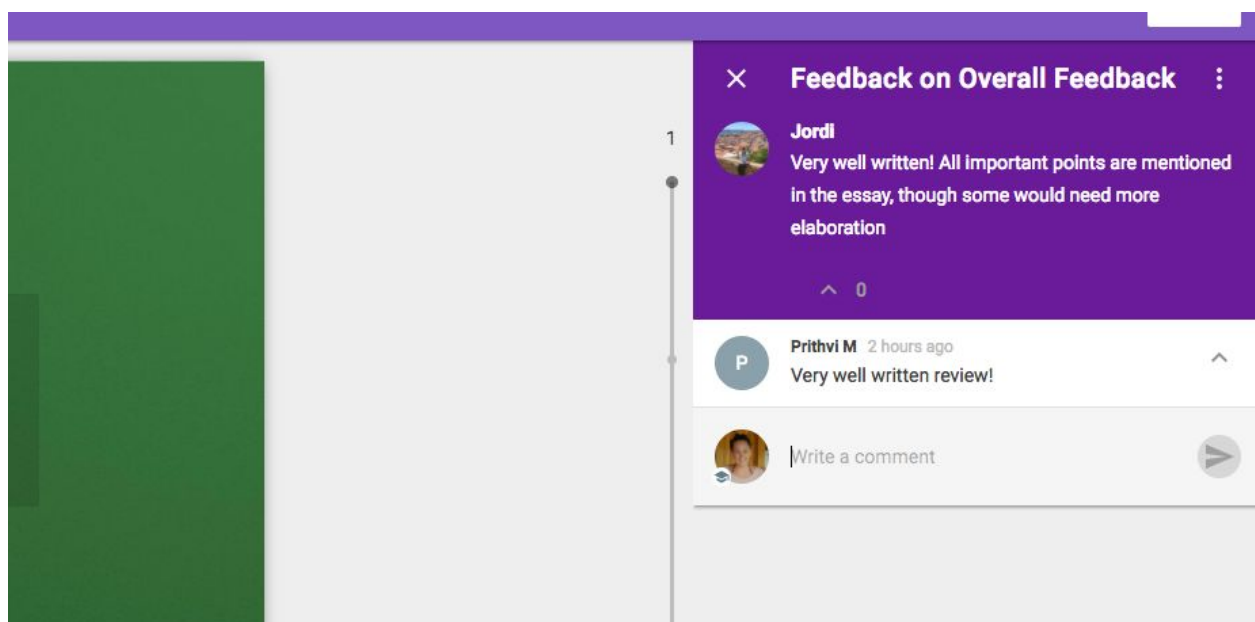 Feedback on Overall Feedback
1
Jordi
Very well written! All important points are mentioned
in the essay, though some would need more
elaboration
0
P
Prithvi M 2 hours ago
Very well written review!
Write a comment